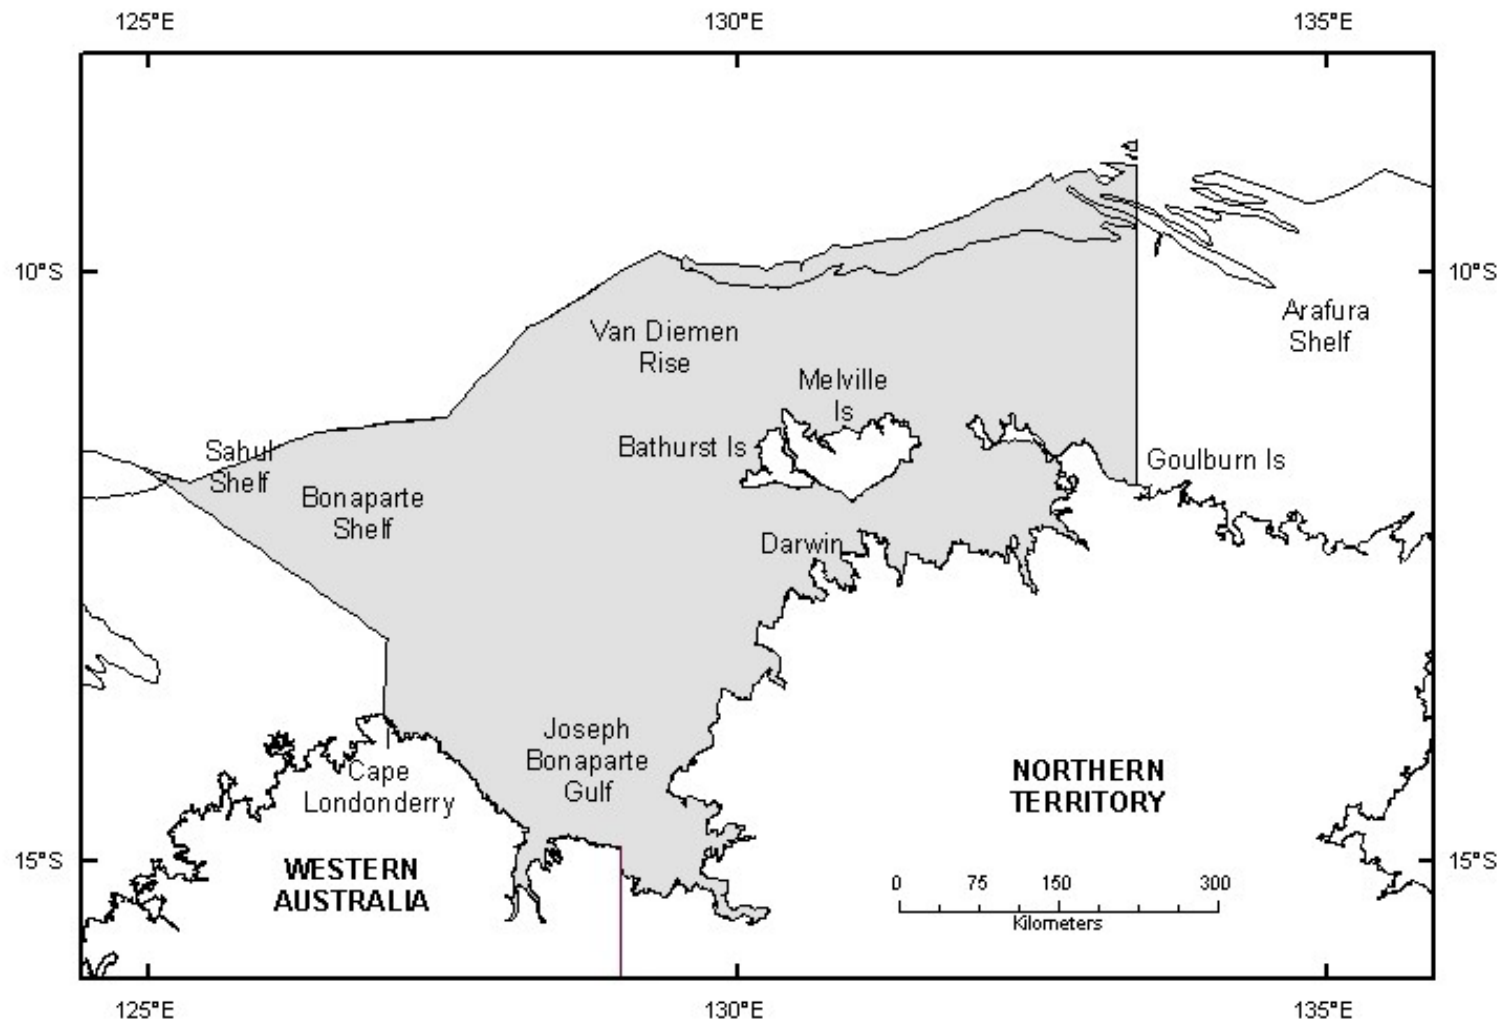 125°E
130°E
135°E
10°S
10°S
Arafura
Shelf
Van Diemen
Rise
Melville
Is
Bathurst Is
Sahul
Shelf
Goulburn Is
Bonaparte
Shelf
Darwin
Joseph
Bonaparte
Gulf
Cape
Londonderry
NORTHERN
TERRITORY
15°S
15°S
WESTERN
AUSTRALIA
0 75 150 300
Kilometers
125°E
130°E
135°E